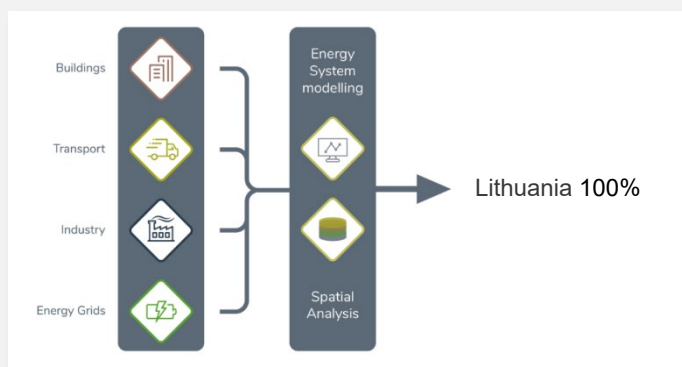 Buildings
Transport
Industry
Energy Grids
Energy
System
modelling
Spatial
Analysis
Lithuania 100%